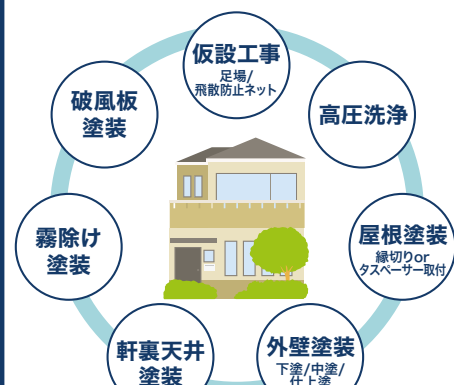 仮設工事
足場/
飛散防止ネット
高圧洗浄
屋根塗装
縁切りor
タスペーサー取付
外壁塗装
下塗/中塗/
仕上塗
軒裏天井
塗装
霧除け
塗装
破風板
塗装